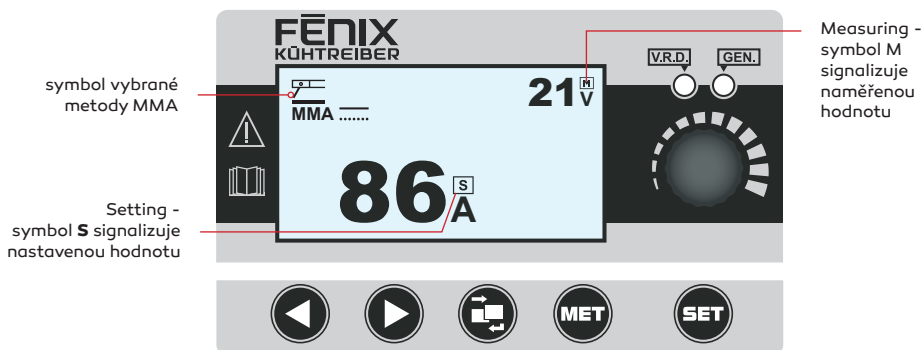 FĒNIX
KÜHTREIBER
symbol vybrané
metody MMA
MMA .......
21 M
V
86 S
A
V.R.D.
GEN.
Measuring -
symbol M
signalizuje
naměřenou
hodnotu
Setting -
symbol S signalizuje
nastavenou hodnotu
MET
SET